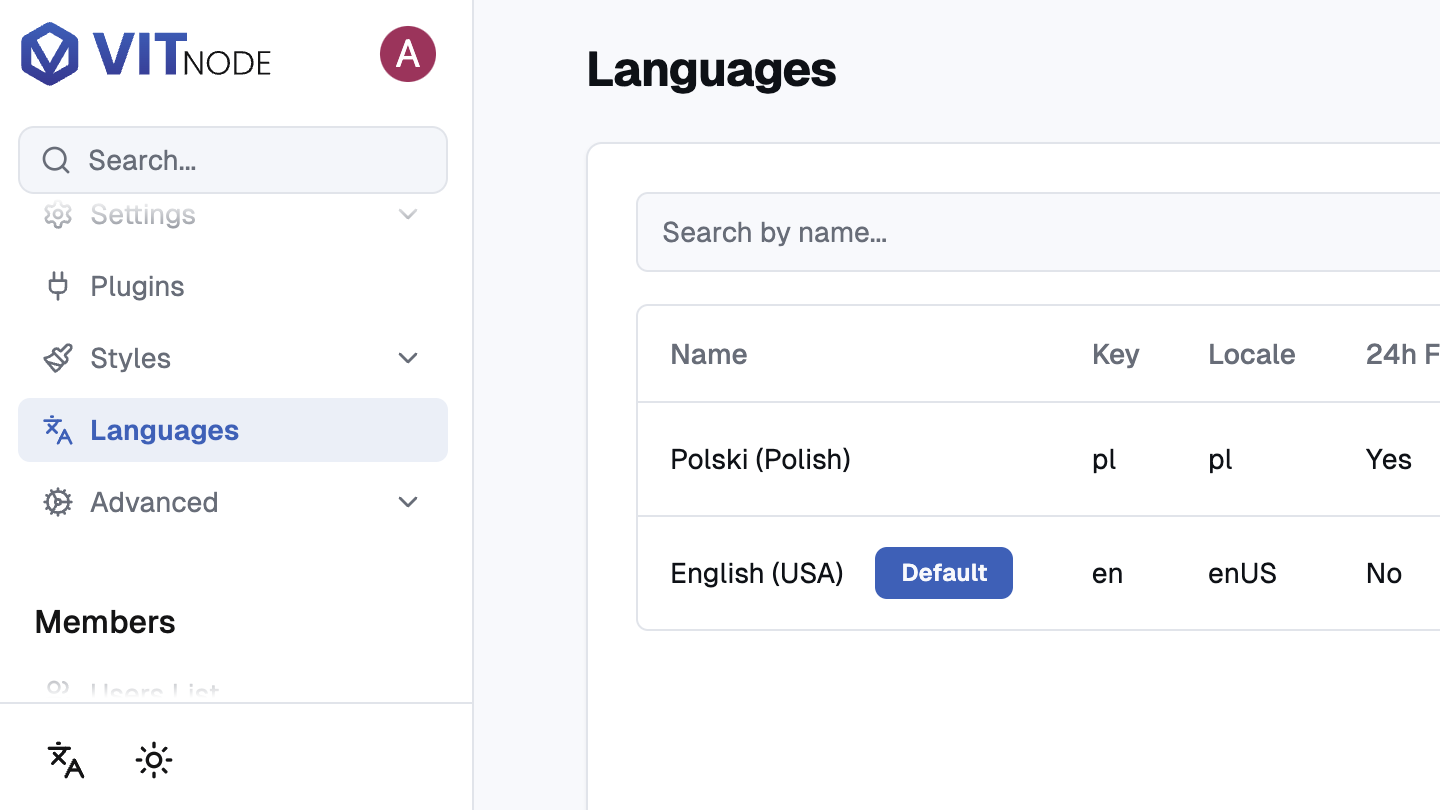 VITNODE
A
Search...
Settings
Plugins
Styles
Languages
Advanced
Members
Users List
Languages
Search by name...
Name Key Locale 24h F
Polski (Polish) pl pl Yes
English (USA) Default en enUS No